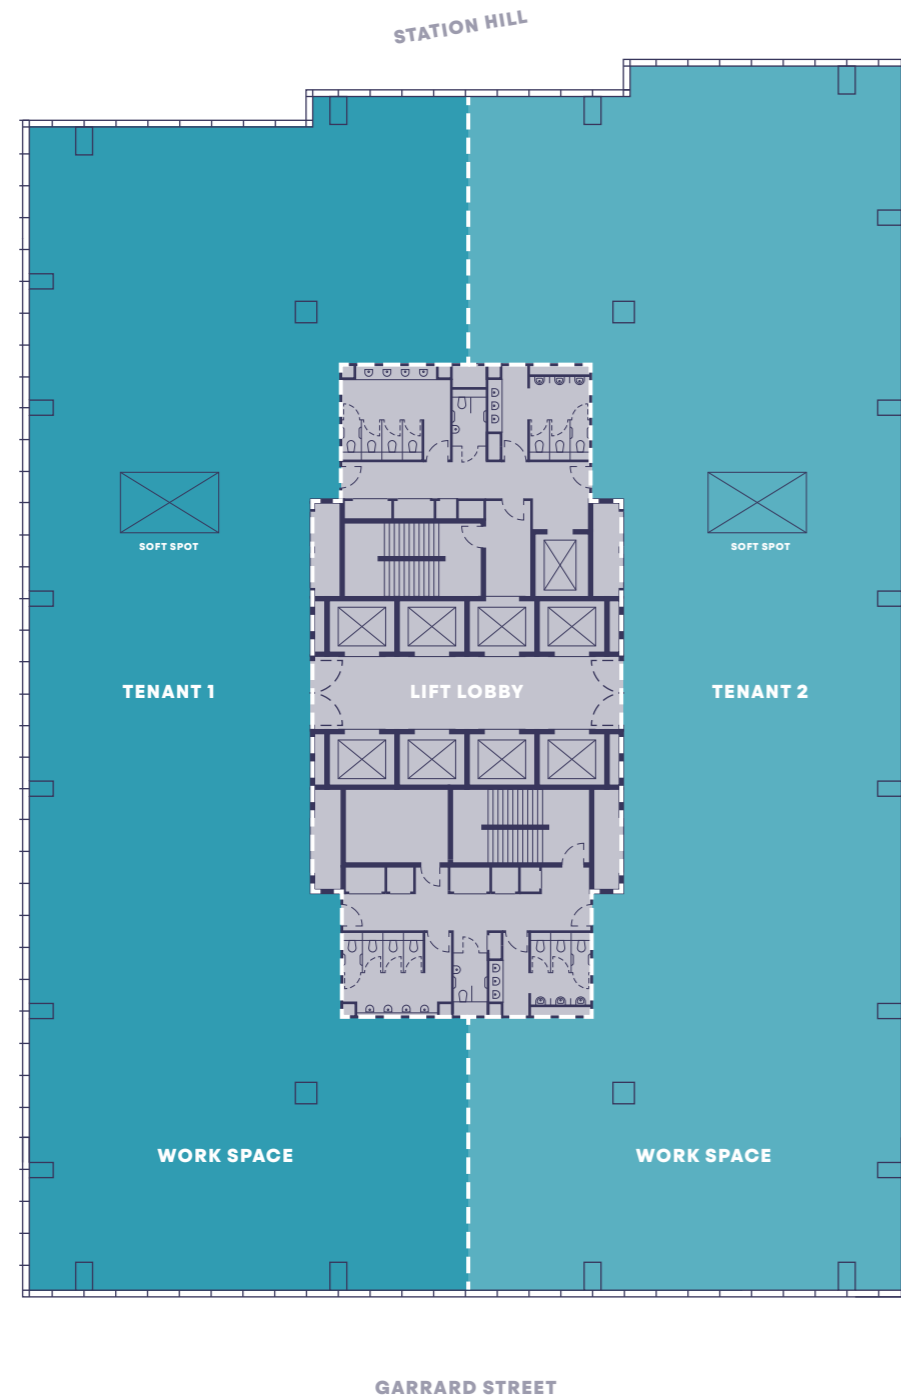 STATION HILL
SOFT SPOT
SOFT SPOT
TENANT 1
LIFT LOBBY
TENANT 2
WORK SPACE
WORK SPACE
GARRARD STREET